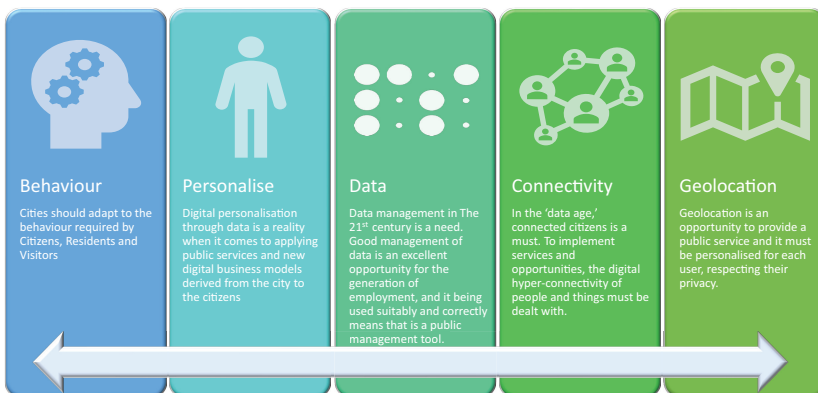 Behaviour
Cities should adapt to the
behaviour required by
Citizens, Residents and
Visitors
Personalise
Digital personalisation
through data is a reality
when it comes to applying
public services and new
digital business models
derived from the city to
the citizens
Data
Data management in The
21st century is a need.
Good management of
data is an excellent
opportunity for the
generation of
employment, and it being
used suitably and correctly
means that is a public
management tool.
Connectivity
In the ‘data age,’
connected citizens is a
must. To implement
services and
opportunities, the digital
hyper-connectivity of
people and things must be
dealt with.
Geolocation
Geolocation is an
opportunity to provide a
public service and it must
be personalised for each
user, respecting their
privacy.